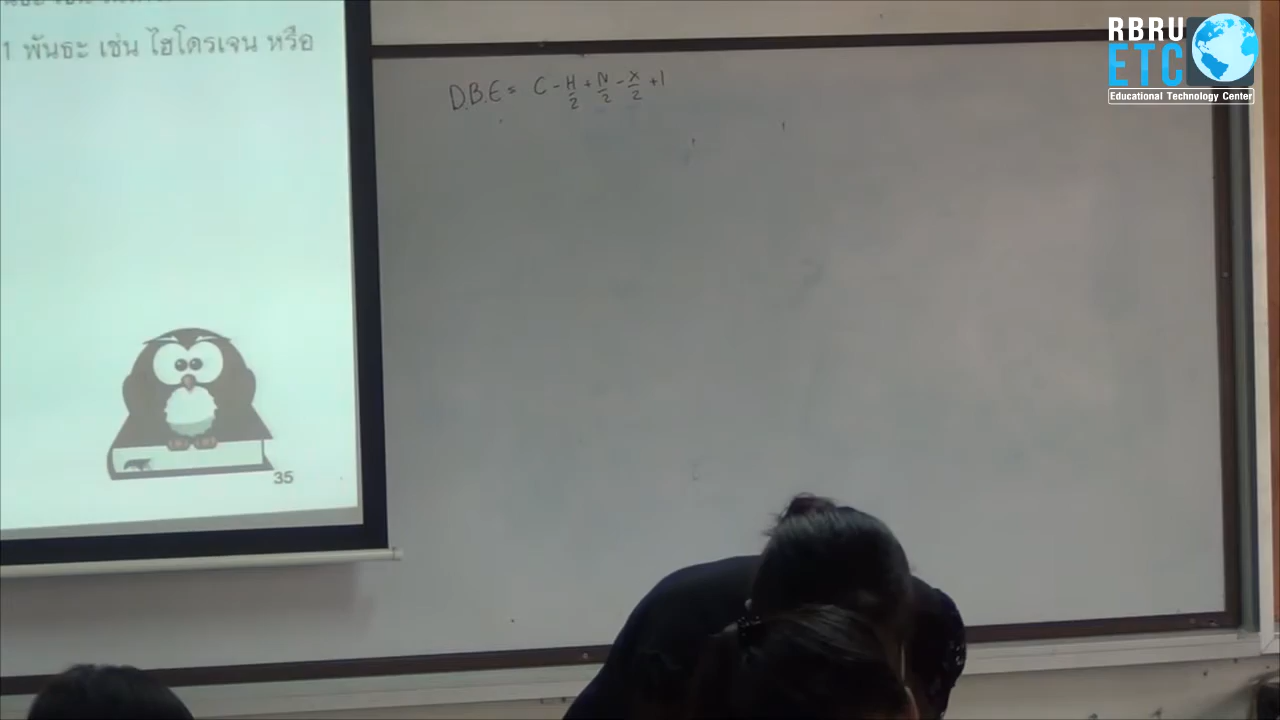 1 พันธะ เช่น ไฮโดรเจน หรือ
35
D.B.E = C - H/2 + N/2 - X/2 + 1
RBRU
ETC
Educational Technology Center